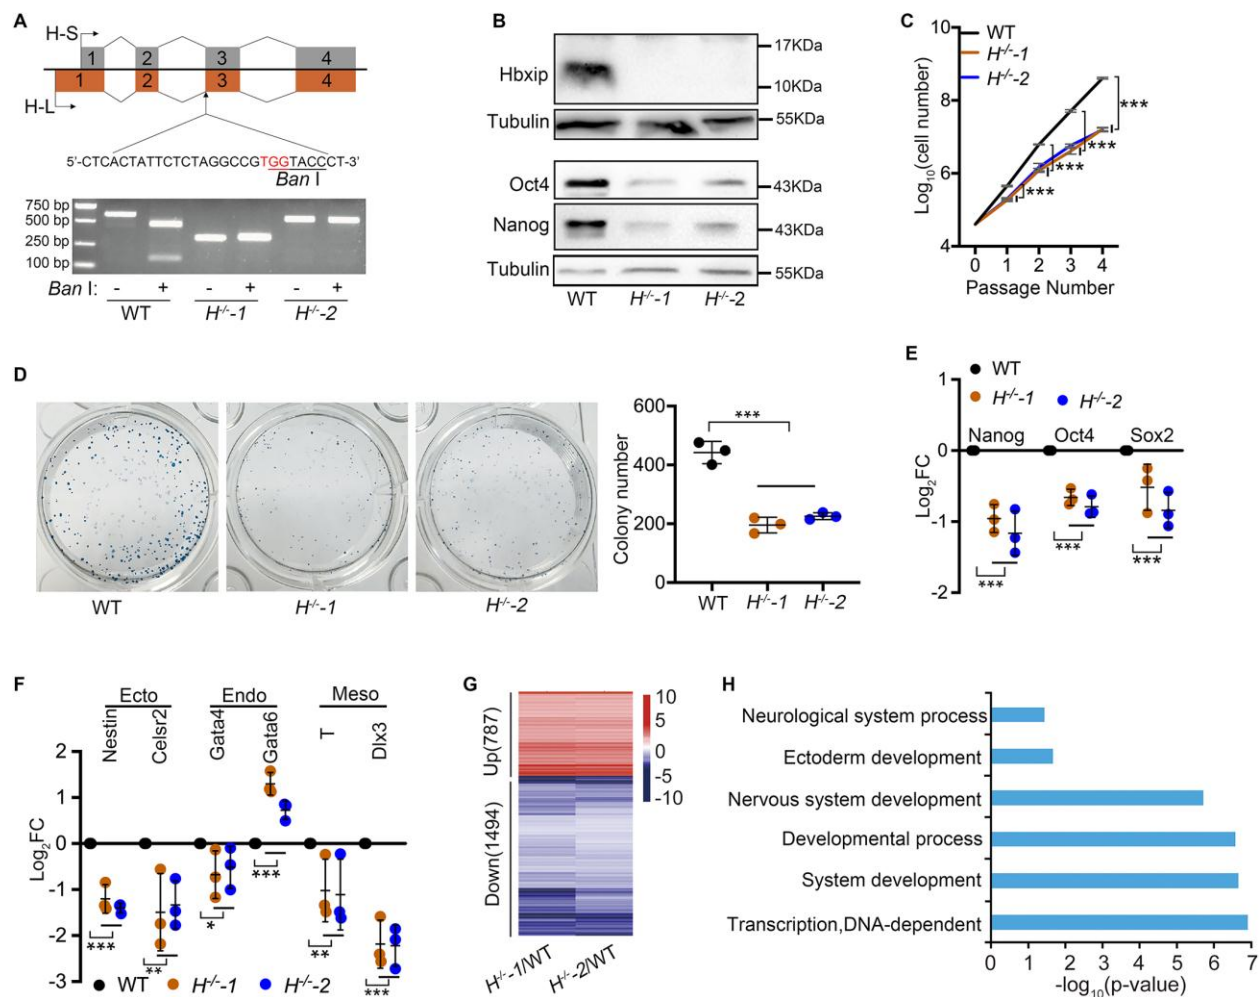 A
H-S
1 2 3 4
1 2 3 4
H-L
5'-CTCACTATTCTCTAGGCCGTGGTACCCT-3'
Ban I
750 bp
500 bp
250 bp
100 bp
Ban I: - + - + - +
WT H-/--1 H-/--2
B
Hbxip
17KDa
10KDa
Tubulin
55KDa
Oct4
43KDa
Nanog
43KDa
Tubulin
55KDa
WT H-/--1 H-/--2
C
WT
H-/--1
H-/--2
Log10(cell number)
10
8
6
4
***
***
***
***
0 1 2 3 4
Passage Number
D
WT H-/--1 H-/--2
Colony number
600
400
200
0
***
WT H-/--1 H-/--2
E
WT
H-/--1 H-/--2
Nanog Oct4 Sox2
Log2FC
1
0
-1
-2
*** *** ***
F
Ecto Endo Meso
Nestin Celsr2 Gata4 Gata6 T Dlx3
Log2FC
2
1
0
-1
-2
-3
*** ** * *** ** ***
WT H-/--1 H-/--2
G
Up(787)
Down(1494)
10
5
0
-5
-10
H-/--1/WT H-/--2/WT
H
Neurological system process
Ectoderm development
Nervous system development
Developmental process
System development
Transcription,DNA-dependent
0 1 2 3 4 5 6 7
-log10(p-value)